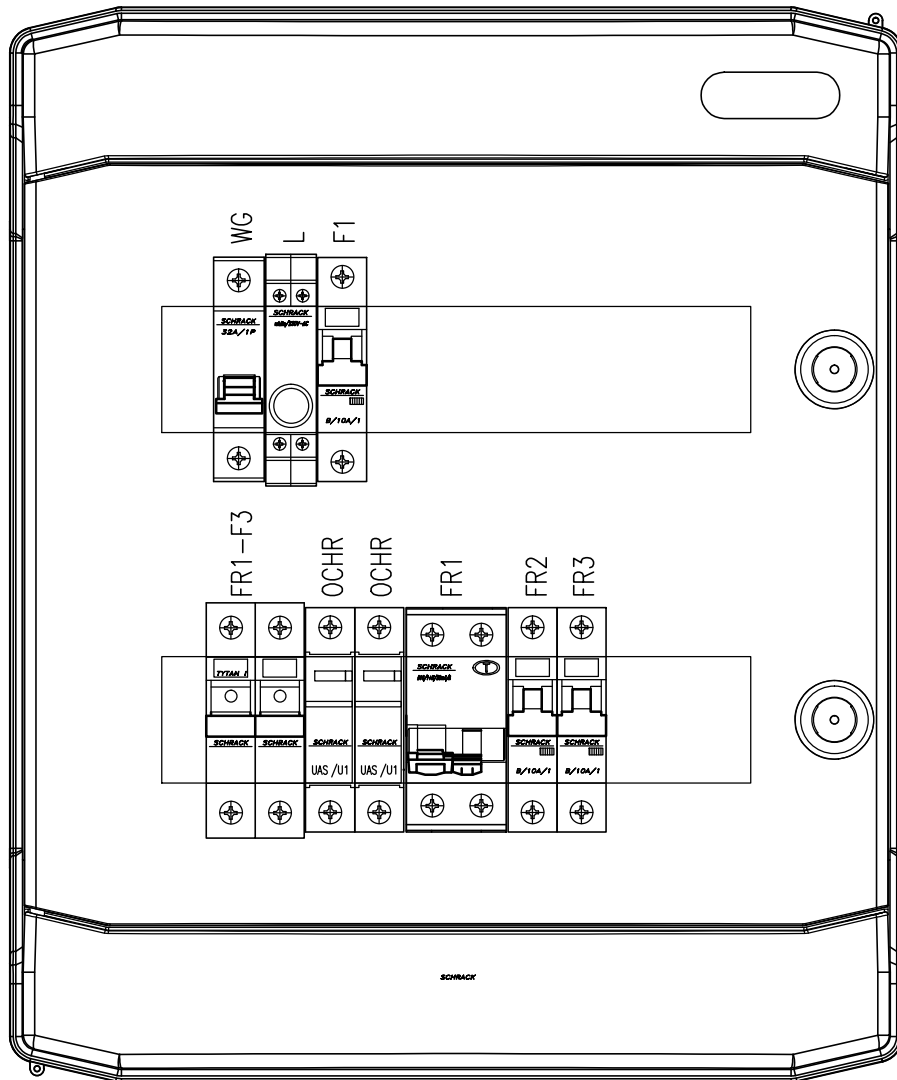 WG L F1
SCHRACK
32A/1P
SCHRACK
SCHRACK
B/10A/1
FR1-F3 OCHR OCHR FR1 FR2 FR3
TYTAN I
SCHRACK
SCHRACK
SCHRACK
UAS /U1
SCHRACK
UAS /U1
SCHRACK
SCHRACK
B/10A/1
SCHRACK
B/10A/1
SCHRACK